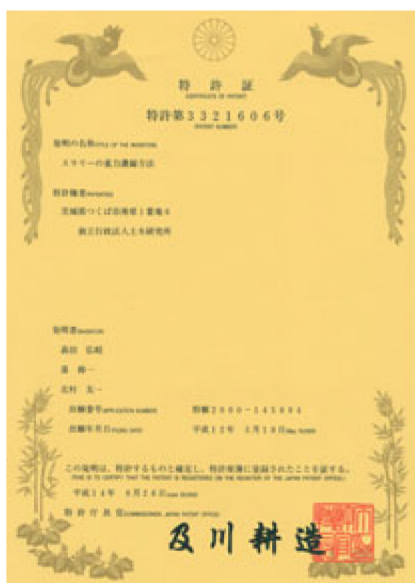 特許証
CERTIFICATE OF PATENT
特許第3321606号
PATENT NUMBER
発明の名称 TITLE OF THE INVENTION
スラリーの重力濃縮方法
特許権者 PATENTEE
茨城県つくば市南原1番地6
独立行政法人土木研究所
発明者 INVENTOR
森田 弘昭
出願番号 APPLICATION NUMBER
特願2000-145004
出願年月日 FILING DATE
平成12年 5月18日
この発明は、特許するものと確定し、特許原簿に登録されたことを証する。
THIS IS TO CERTIFY THAT THE PATENT IS REGISTERED ON THE REGISTER OF THE JAPAN PATENT OFFICE.
平成14年 6月28日
特許庁長官 COMMISSIONER, JAPAN PATENT OFFICE
及川耕造